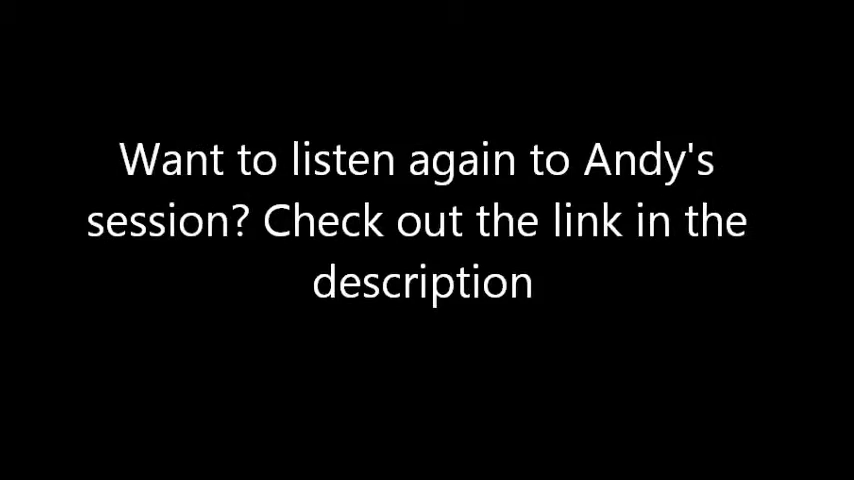 Want to listen again to Andy's
session? Check out the link in the
description